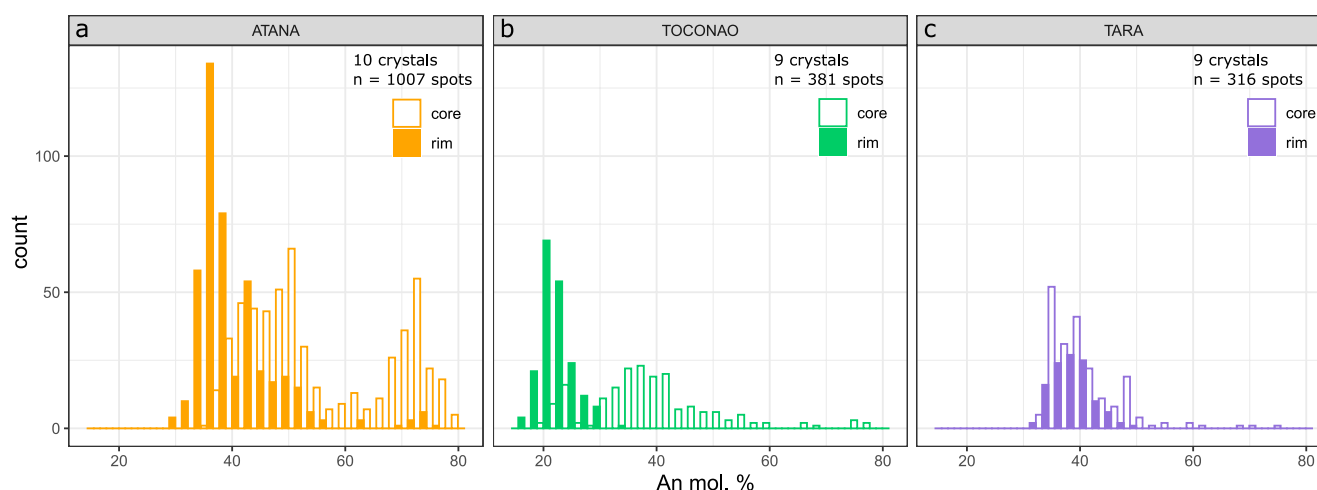 a ATANA
b TOCONAO
c TARA
10 crystals
n = 1007 spots
core
rim
9 crystals
n = 381 spots
core
rim
9 crystals
n = 316 spots
core
rim
count
100
50
0
20 40 60 80
20 40 60 80
20 40 60 80
An mol. %